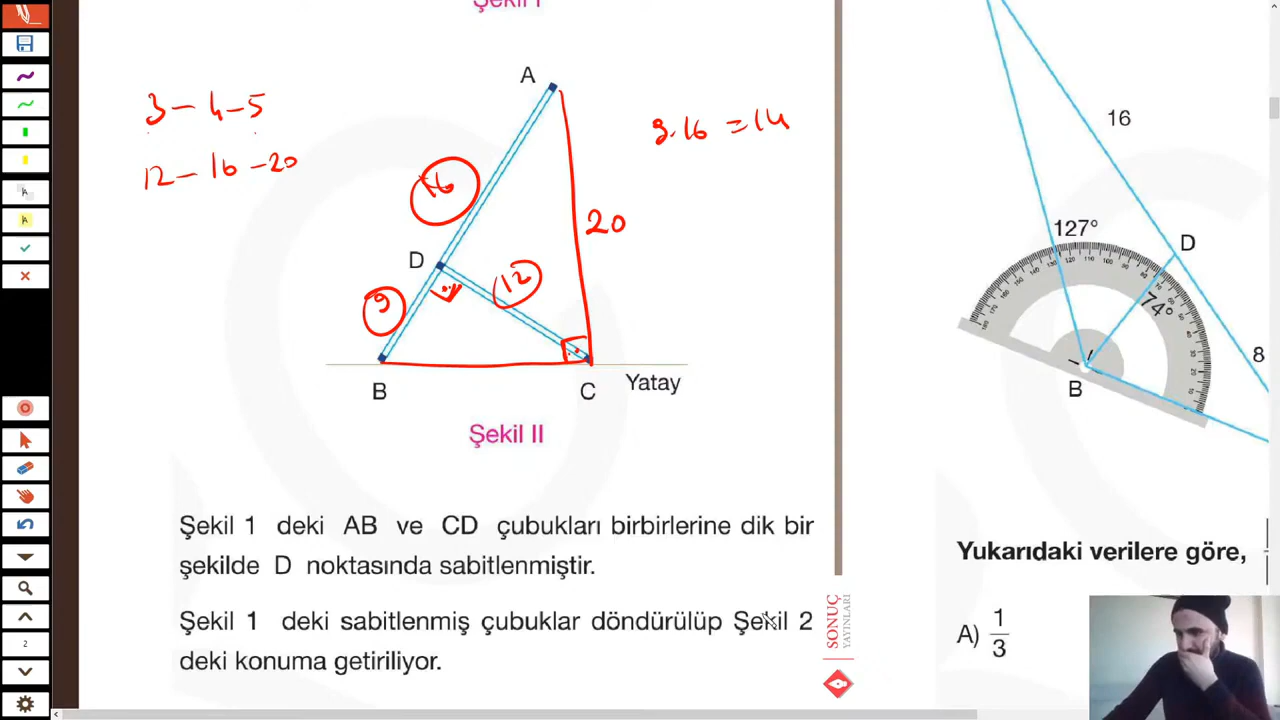 Şekil I
3 - 4 - 5
12 - 16 - 20
A
16
9.16 = 14
20
D
12
9
B
C
Yatay
Şekil II
Şekil 1 deki AB ve CD çubukları birbirlerine dik bir
şekilde D noktasında sabitlenmiştir.
Şekil 1 deki sabitlenmiş çubuklar döndürülüp Şekil 2
deki konuma getiriliyor.
SONUÇ
YAYINLARI
16
127°
D
74°
8
B
Yukarıdaki verilere göre,
A) 1
3
A
A
2